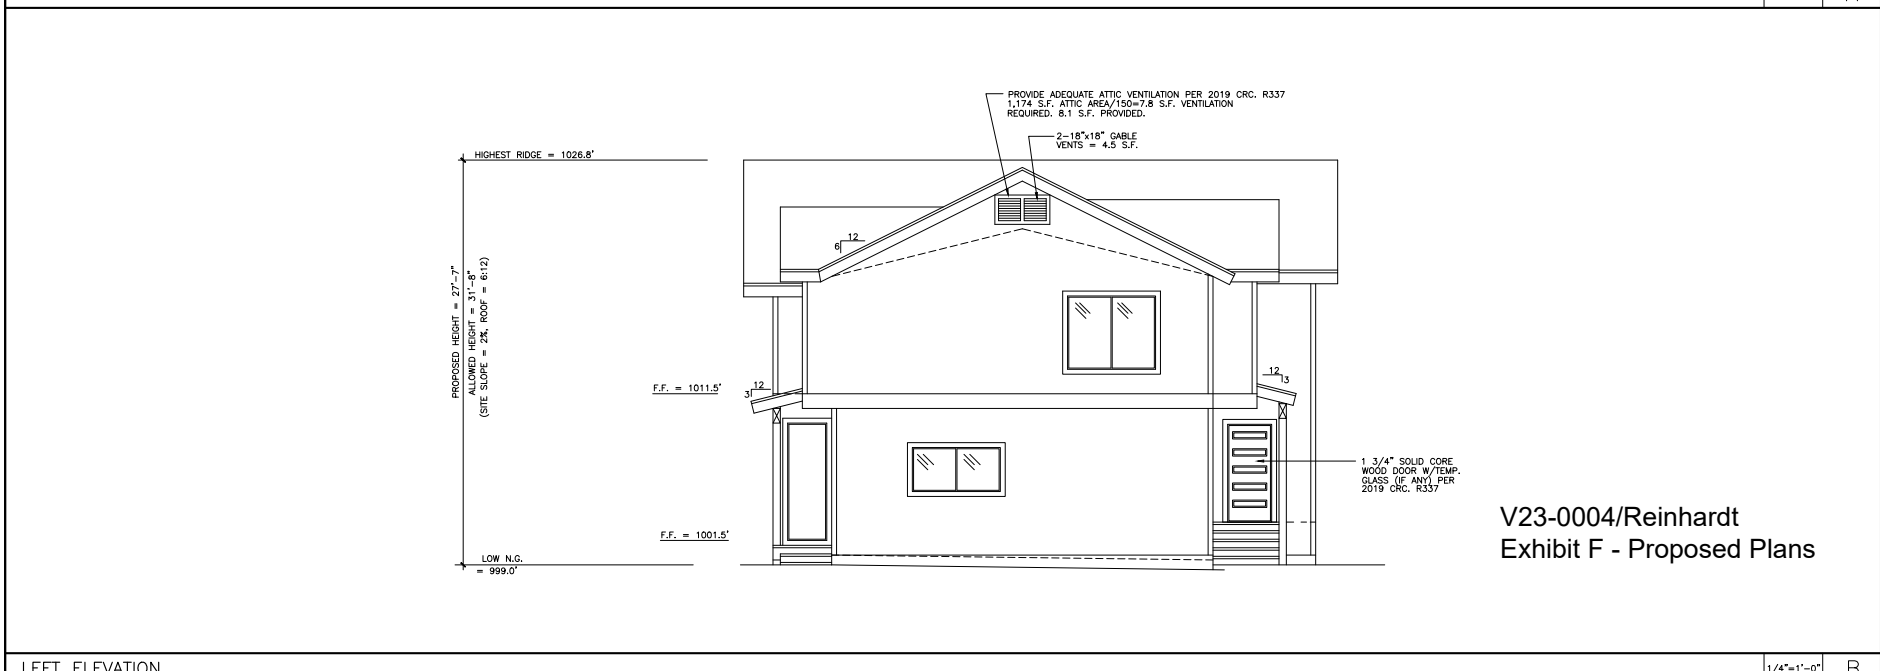 PROVIDE ADEQUATE ATTIC VENTILATION PER 2019 CRC. R337
1,174 S.F. ATTIC AREA/150=7.8 S.F. VENTILATION
REQUIRED. 8.1 S.F. PROVIDED.
2-18"x18" GABLE
VENTS = 4.5 S.F.
HIGHEST RIDGE = 1026.8'
12
6
PROPOSED HEIGHT = 27'-7"
ALLOWED HEIGHT = 31'-8"
(SITE SLOPE = 2%, ROOF = 6:12)
F.F. = 1011.5'
12
3
12
3
1 3/4" SOLID CORE
WOOD DOOR W/TEMP.
GLASS (IF ANY) PER
2019 CRC. R337
F.F. = 1001.5'
LOW N.G.
= 999.0'
V23-0004/Reinhardt
Exhibit F - Proposed Plans
LEFT ELEVATION
1/4"=1'-0"
B